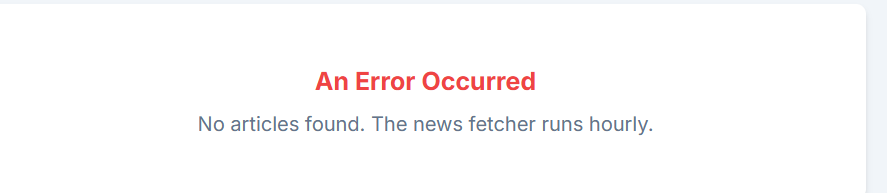 An Error Occurred
No articles found. The news fetcher runs hourly.